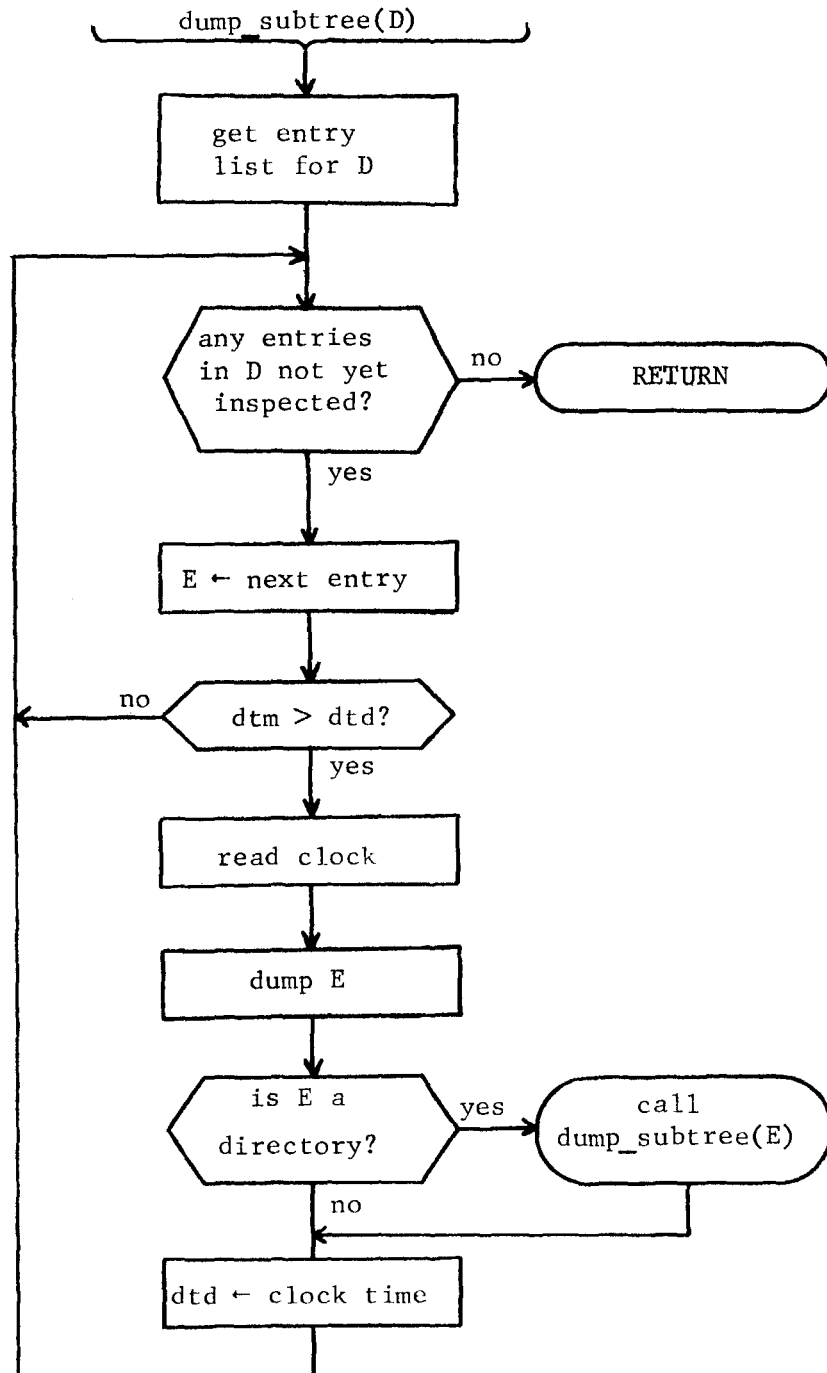 dump_subtree(D)
get entry
list for D
any entries
in D not yet
inspected?
no
RETURN
yes
E ← next entry
no
dtm > dtd?
yes
read clock
dump E
is E a
directory?
yes
call
dump_subtree(E)
no
dtd ← clock time